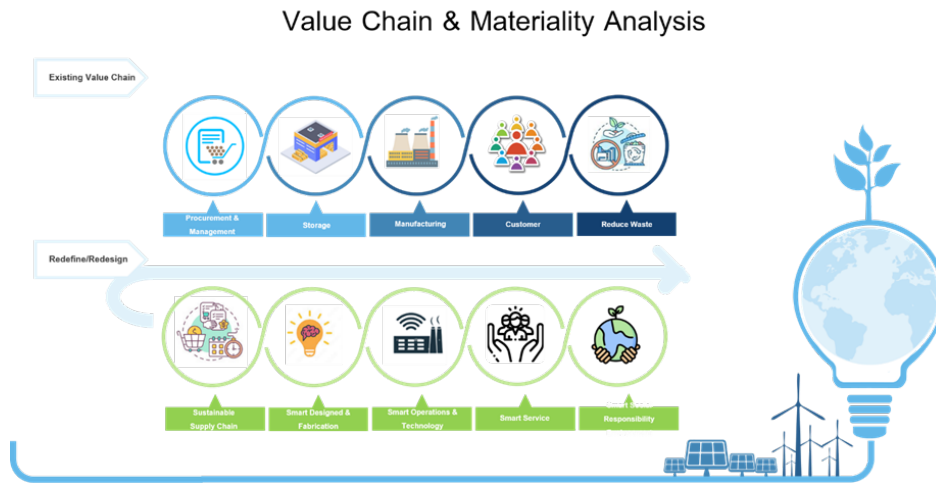 Value Chain & Materiality Analysis
Existing Value Chain
Procurement &
Management
Storage
Manufacturing
Customer
Reduce Waste
Redefine/Redesign
Sustainable
Supply Chain
Smart Designed &
Fabrication
Smart Operations &
Technology
Smart Service
Responsibility